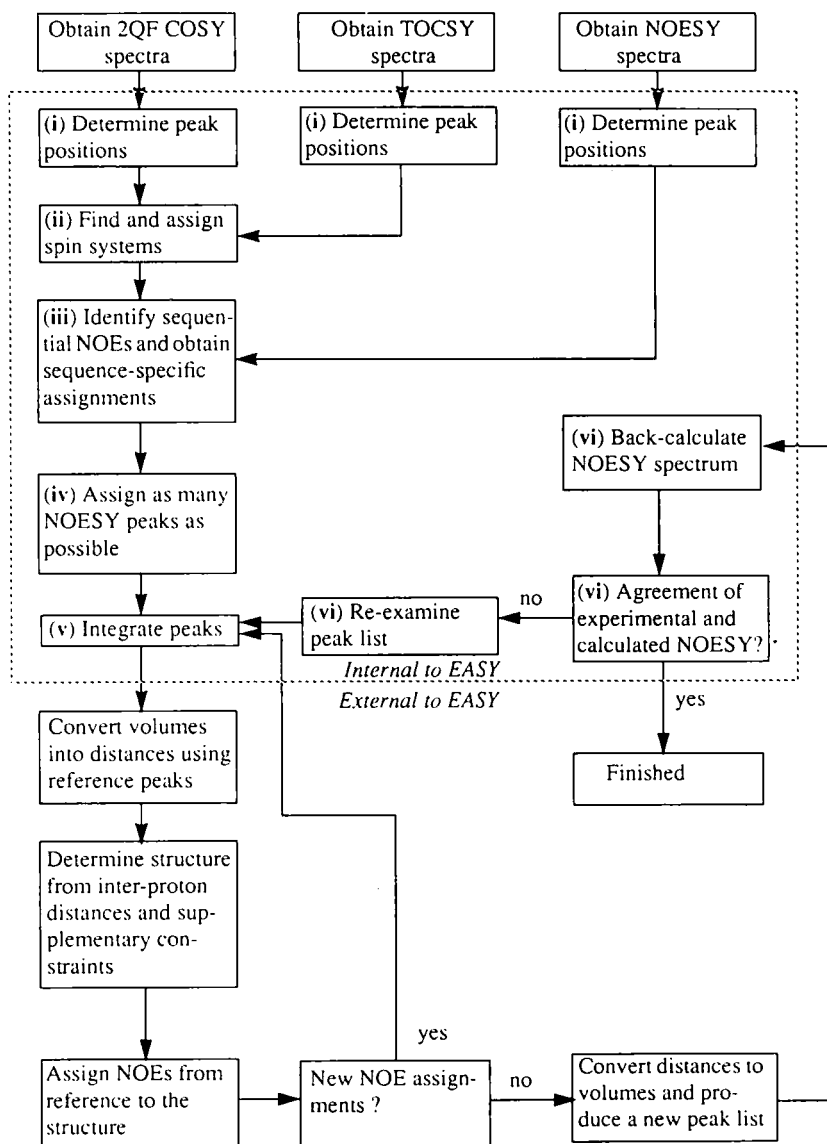 Obtain 2QF COSY
spectra
Obtain TOCSY
spectra
Obtain NOESY
spectra
(i) Determine peak
positions
(i) Determine peak
positions
(i) Determine peak
positions
(ii) Find and assign
spin systems
(iii) Identify sequen-
tial NOEs and obtain
sequence-specific
assignments
(vi) Back-calculate
NOESY spectrum
(iv) Assign as many
NOESY peaks as
possible
(v) Integrate peaks
(vi) Re-examine
peak list
no
(vi) Agreement of
experimental and
calculated NOESY?
Internal to EASY
External to EASY
yes
Convert volumes
into distances using
reference peaks
Finished
Determine structure
from inter-proton
distances and sup-
plementary con-
straints
yes
Assign NOEs from
reference to the
structure
New NOE assign-
ments ?
no
Convert distances to
volumes and pro-
duce a new peak list